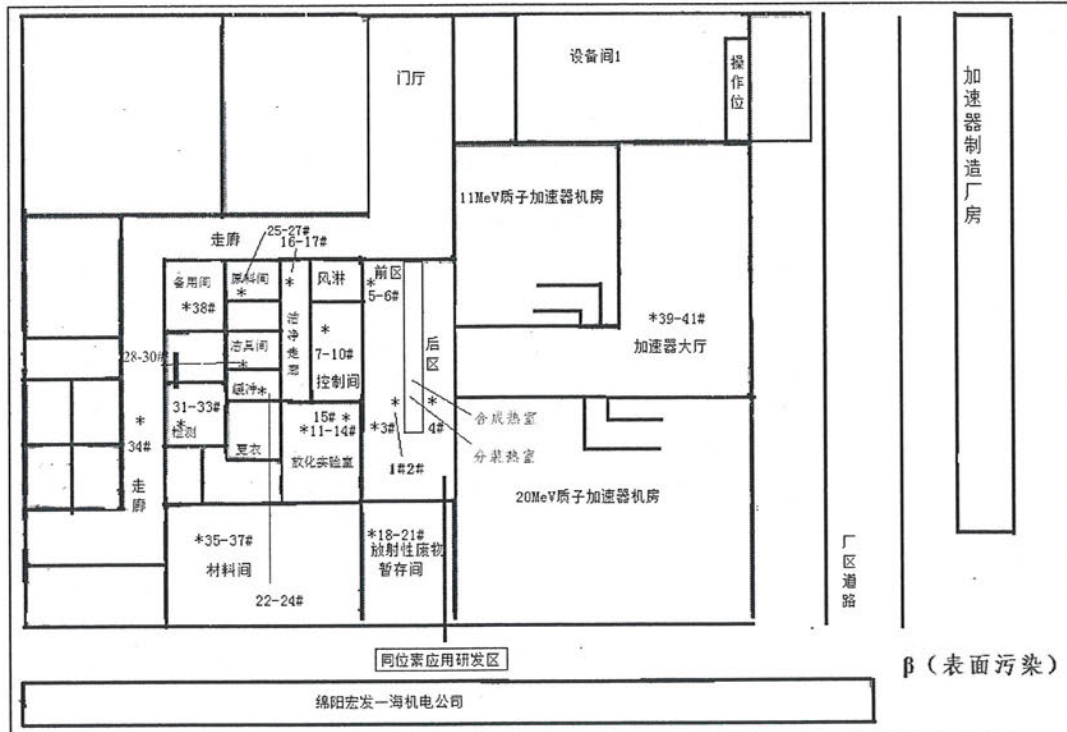 设备间1
操作位
门厅
加速器制造厂房
11MeV质子加速器机房
走廊
25-27#
16-17#
备用间
原料间
*
*
风淋
前区
*
5-6#
*38#
洁净走廊
*
7-10#
控制间
后区
*39-41#
加速器大厅
28-30#
洁具间
*
缓冲*
31-33#
*
检测
*
34#
走廊
更衣
15# *
*11-14#
放化实验室
*
*3#
*
4#
1#2#
合成热室
分装热室
20MeV质子加速器机房
*35-37#
材料间
22-24#
*18-21#
放射性废物
暂存间
厂区道路
同位素应用研发区
β（表面污染）
绵阳宏发一海机电公司